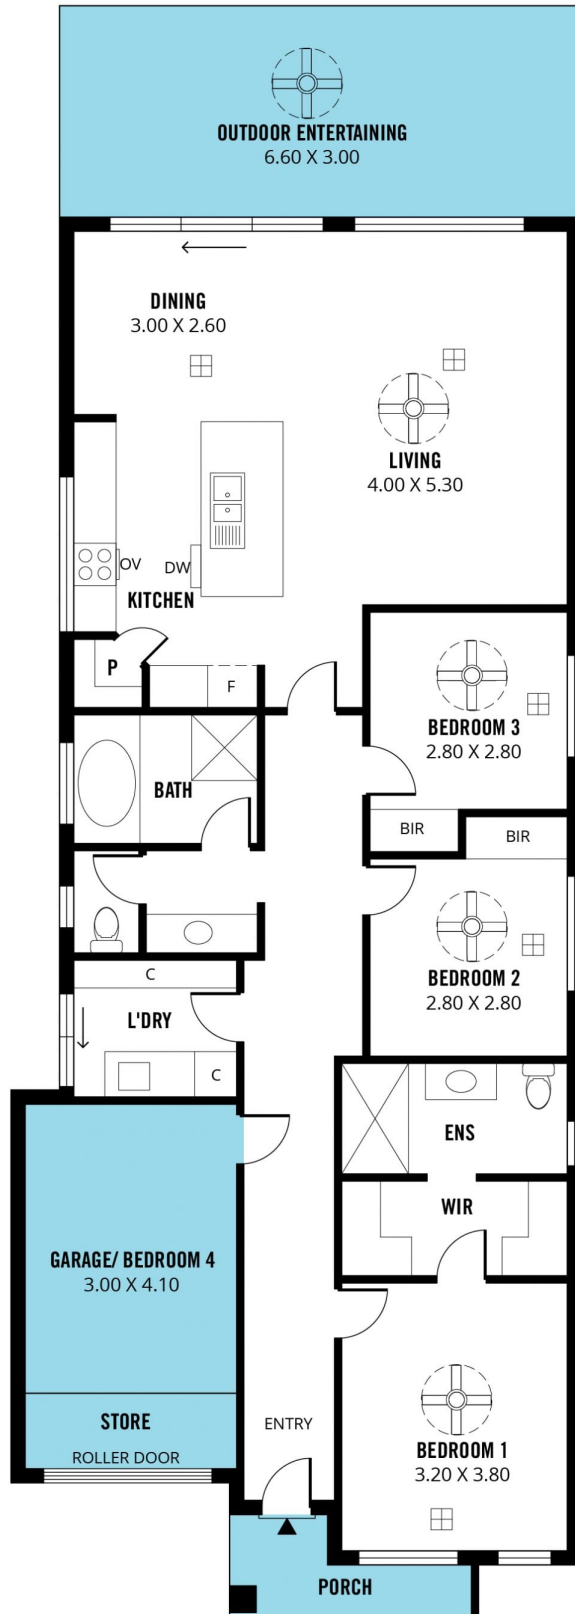 OUTDOOR ENTERTAINING
6.60 X 3.00
DINING
3.00 X 2.60
LIVING
4.00 X 5.30
OV
DW
KITCHEN
P
F
BEDROOM 3
2.80 X 2.80
BATH
BIR
BIR
C
BEDROOM 2
2.80 X 2.80
L'DRY
C
ENS
WIR
GARAGE/ BEDROOM 4
3.00 X 4.10
STORE
ENTRY
ROLLER DOOR
BEDROOM 1
3.20 X 3.80
PORCH